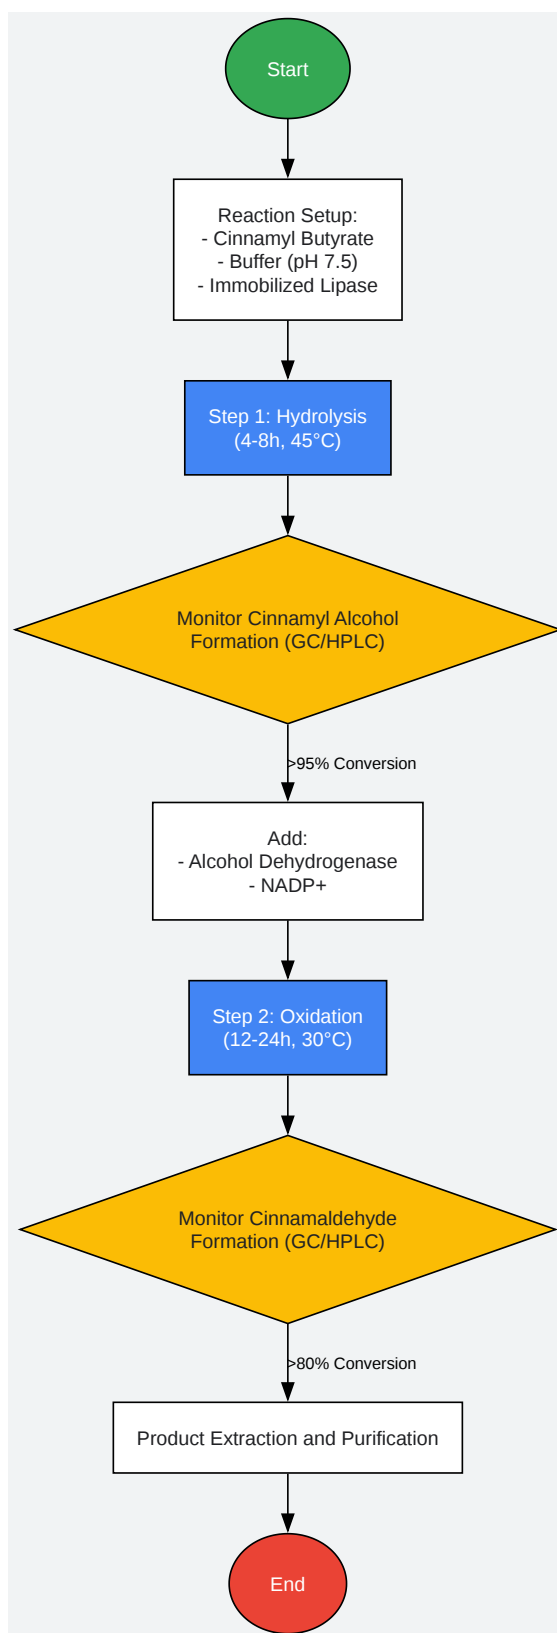 Start
Reaction Setup:
- Cinnamyl Butyrate
- Buffer (pH 7.5)
- Immobilized Lipase
Step 1: Hydrolysis
(4-8h, 45°C)
Monitor Cinnamyl Alcohol
Formation (GC/HPLC)
>95% Conversion
Add:
- Alcohol Dehydrogenase
- NADP+
Step 2: Oxidation
(12-24h, 30°C)
Monitor Cinnamaldehyde
Formation (GC/HPLC)
>80% Conversion
Product Extraction and Purification
End